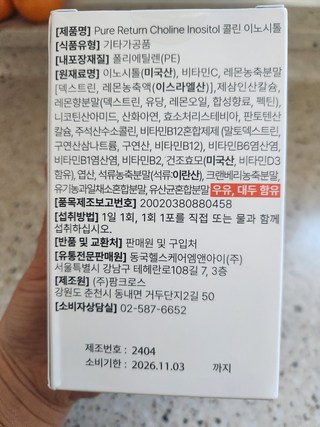 [제품명] Pure Return Choline Inositol 콜린 이노시톨
[식품유형] 기타가공품
[내포장재질] 폴리에틸렌(PE)
[원재료명] 이노시톨(미국산), 비타민C, 레몬농축분말
[덱스트린, 레몬농축액(이스라엘산)], 제삼인산칼슘,
레몬향분말(덱스트린, 유당, 레몬오일, 합성향료, 펙틴),
니코틴산아미드, 산화아연, 효소처리스테비아, 판토텐산
칼슘, 주석산수소콜린, 비타민B12혼합제제 (말토덱스트린,
구연산삼나트륨, 구연산, 비타민B12), 비타민B6염산염,
비타민B1염산염, 비타민B2, 건조효모(미국산, 비타민D3
함유), 엽산, 석류농축분말(석류:이란산), 크랜베리농축분말,
유기농과일채소혼합분말, 유산균혼합분말 우유, 대두 함유
[품목제조보고번호] 20020380880458
[섭취방법] 1일 1회, 1회 1포를 직접 또는 물과 함께
섭취하십시오.
[반품 및 교환처] 판매원 및 구입처
[유통전문판매원] 동국헬스케어엠앤아이(주)
서울특별시 강남구 테헤란로108길 7, 3층
[제조원] (주)팜크로스
강원도 춘천시 동내면 거두단지2길 50
[소비자상담실] 02-587-6652
제조번호 : 2404
소비기한 : 2026.11.03 까지